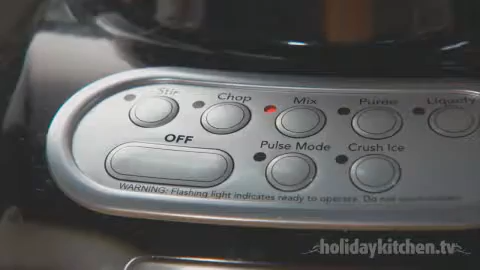 Stir Chop Mix Puree Liquefy
OFF Pulse Mode Crush Ice
WARNING: Flashing light indicates ready to operate. Do not
holidaykitchen.tv